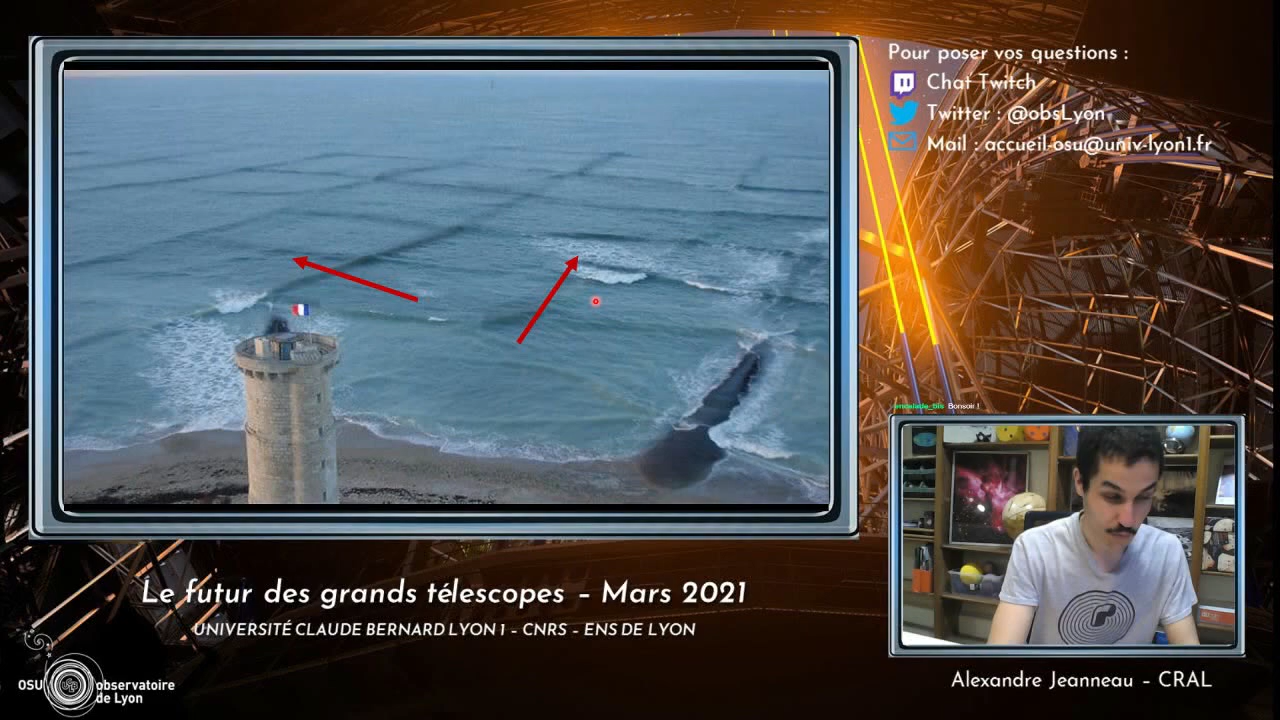 Pour poser vos questions :
Chat Twitch
Twitter : @obsLyon _
Mail : accueil-osu@univ-lyon1.fr
Bonsoir !
Le futur des grands télescopes - Mars 2021
UNIVERSITÉ CLAUDE BERNARD LYON 1 - CNRS - ENS DE LYON
OSU observatoire
de Lyon
Alexandre Jeanneau - CRAL